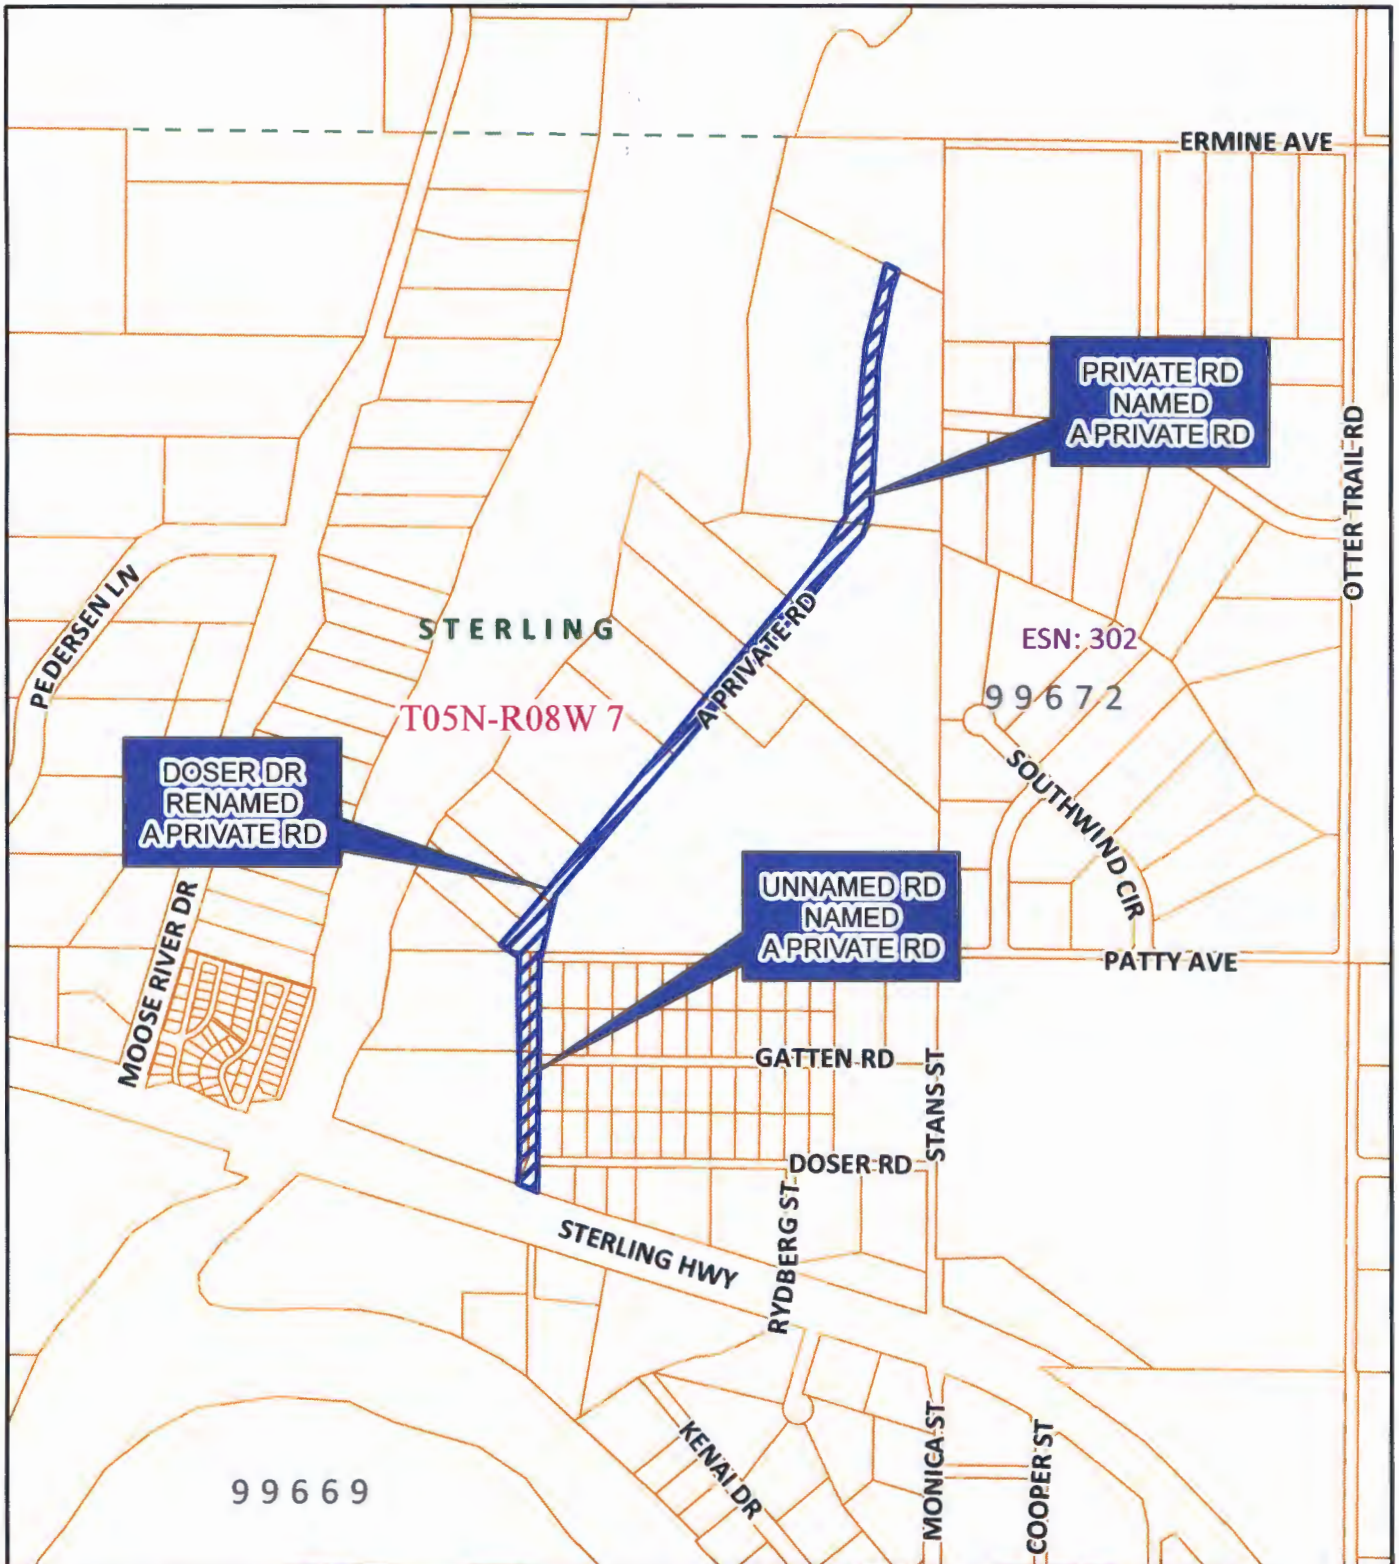 ERMINE AVE
PRIVATE RD
NAMED
A PRIVATE RD
OTTER TRAIL RD
PEDERSEN LN
STERLING
A PRIVATE RD
ESN: 302
99672
T05N-R08W 7
DOSER DR
RENAMED
A PRIVATE RD
SOUTHWIND CIR
UNNAMED RD
NAMED
A PRIVATE RD
MOOSE RIVER DR
PATTY AVE
GATTEN RD
STANS ST
DOSER RD
RYDBERG ST
STERLING HWY
KENAI DR
MONICA ST
COOPER ST
99669